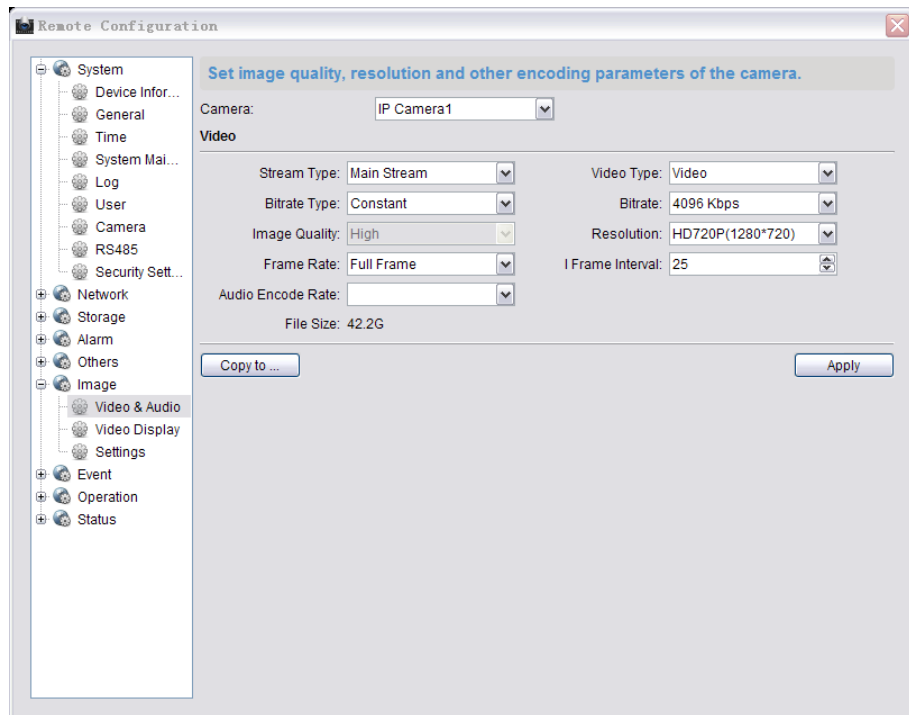 Remote Configuration
System
Device Infor...
General
Time
System Mai...
Log
User
Camera
RS485
Security Sett...
Network
Storage
Alarm
Others
Image
Video & Audio
Video Display
Settings
Event
Operation
Status
Set image quality, resolution and other encoding parameters of the camera.
Camera: IP Camera1
Video
Stream Type: Main Stream Video Type: Video
Bitrate Type: Constant Bitrate: 4096 Kbps
Image Quality: High Resolution: HD720P(1280*720)
Frame Rate: Full Frame I Frame Interval: 25
Audio Encode Rate:
File Size: 42.2G
Copy to ... Apply